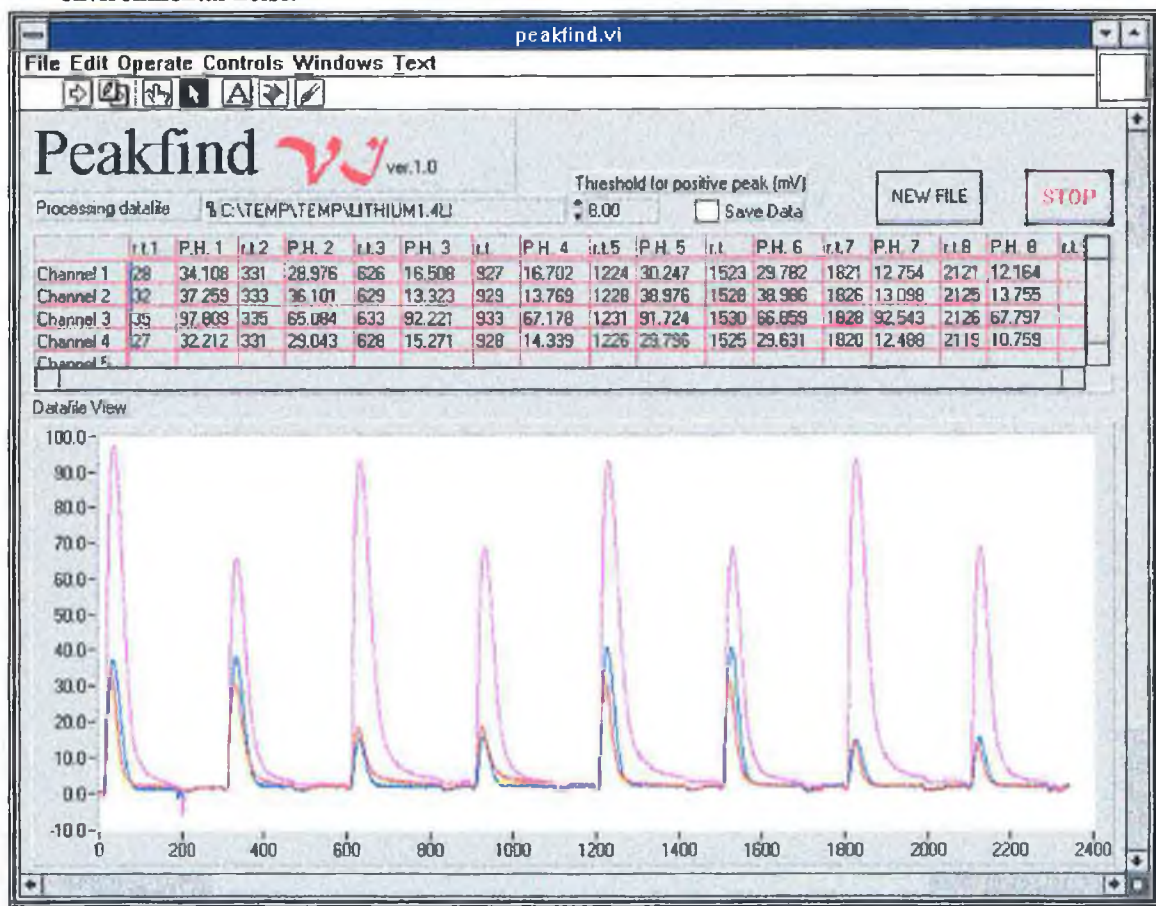 peakfind.vi
File Edit Operate Controls Windows Text
Peakfind VI ver.1.0
Threshold for positive peak (mV)
Processing datafile C:\TEMP\TEMP\LITHIUM1.4LI 8.00 Save Data NEW FILE STOP
r.t.1 P.H. 1 r.t.2 P.H. 2 r.t.3 P.H. 3 r.t. P.H. 4 r.t.5 P.H. 5 r.t. P.H. 6 r.t.7 P.H. 7 r.t.8 P.H. 8 r.t.
Channel 1 28 34.108 331 28.976 626 16.508 927 16.702 1224 30.247 1523 29.782 1821 12.754 2121 12.164
Channel 2 32 37.259 333 36.101 629 13.323 929 13.769 1228 38.976 1528 38.986 1826 13.098 2125 13.755
Channel 3 35 97.809 335 65.084 633 92.221 933 67.178 1231 91.724 1530 66.859 1828 92.543 2126 67.797
Channel 4 27 32.212 331 29.043 628 15.271 928 14.339 1226 29.796 1525 29.631 1820 12.488 2119 10.759
Channel 5
Datafile View
100.0-
90.0-
80.0-
70.0-
60.0-
50.0-
40.0-
30.0-
20.0-
10.0-
0.0-
-10.0-
0 200 400 600 800 1000 1200 1400 1600 1800 2000 2200 2400